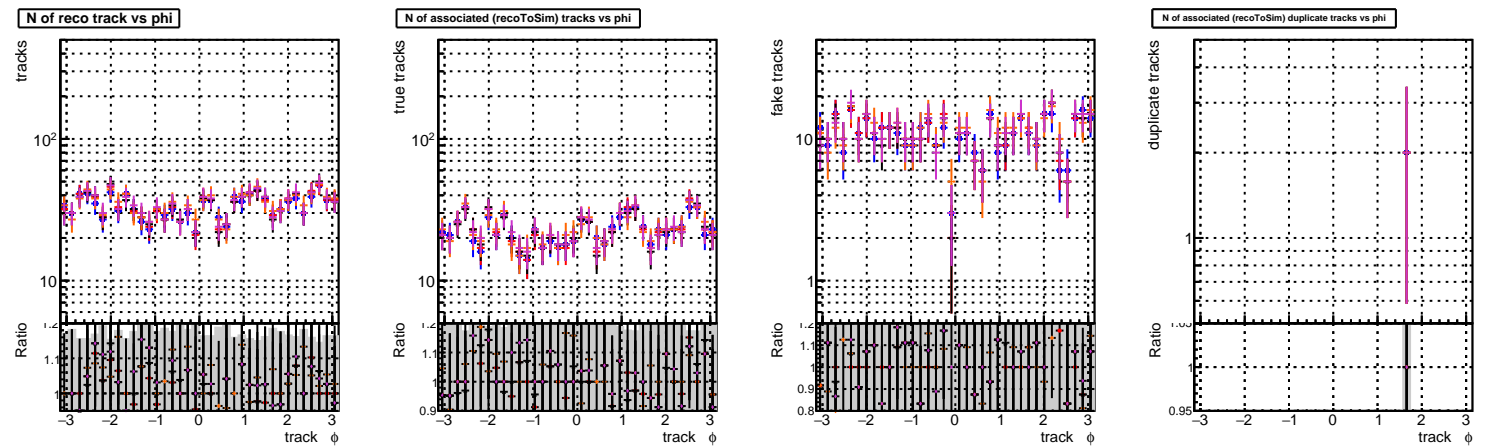 N of reco track vs phi
tracks
10²
10
Ratio
1.2
1.1
1
−3 −2 −1 0 1 2 3
track ϕ
N of associated (recoToSim) tracks vs phi
true tracks
10²
10
Ratio
1.2
1.1
1
0.9
−3 −2 −1 0 1 2 3
track ϕ
fake tracks
10
1
Ratio
1.2
1.1
1
0.9
0.8
−3 −2 −1 0 1 2 3
track ϕ
N of associated (recoToSim) duplicate tracks vs phi
duplicate tracks
1
Ratio
1.05
1
0.95
−3 −2 −1 0 1 2 3
track ϕ